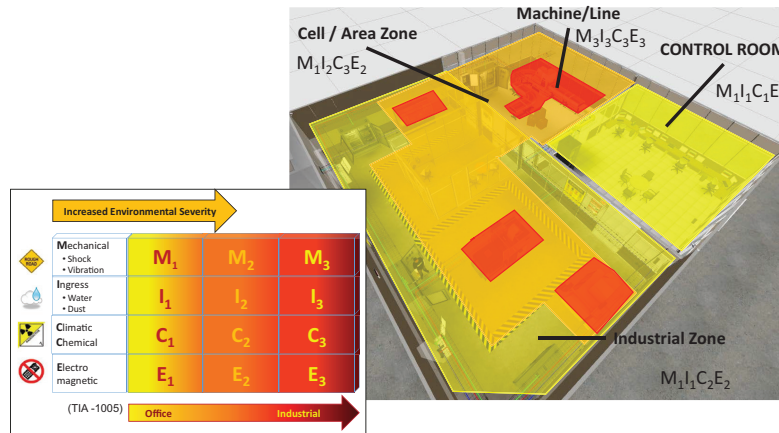 Machine/Line
M3I3C3E3
Cell / Area Zone
M1I2C3E2
CONTROL ROOM
M1I1C1E
Increased Environmental Severity
Mechanical
• Shock
• Vibration
M1
M2
M3
ROUGH ROAD
Ingress
• Water
• Dust
I1
I2
I3
Climatic
Chemical
C1
C2
C3
Electro
magnetic
E1
E2
E3
(TIA -1005)
Office
Industrial
Industrial Zone
M1I1C2E2